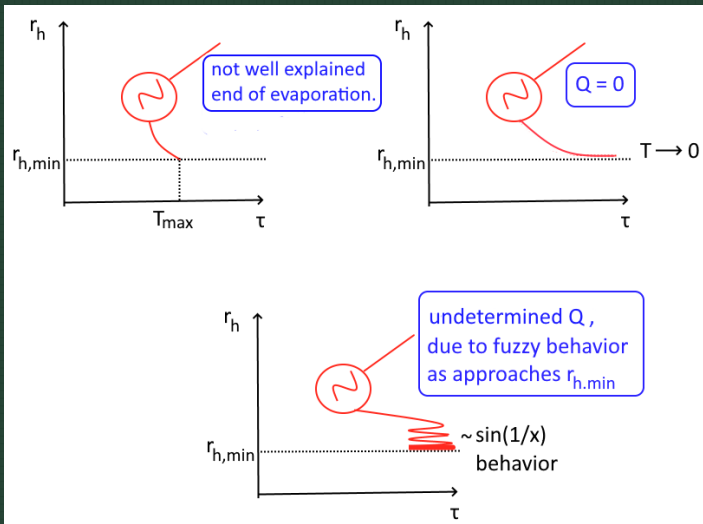 r_h
not well explained
end of evaporation.
r_h,min
T_max
τ
r_h
Q = 0
r_h,min
T → 0
τ
r_h
undetermined Q ,
due to fuzzy behavior
as approaches r_h.min
r_h,min
~ sin(1/x)
behavior
τ